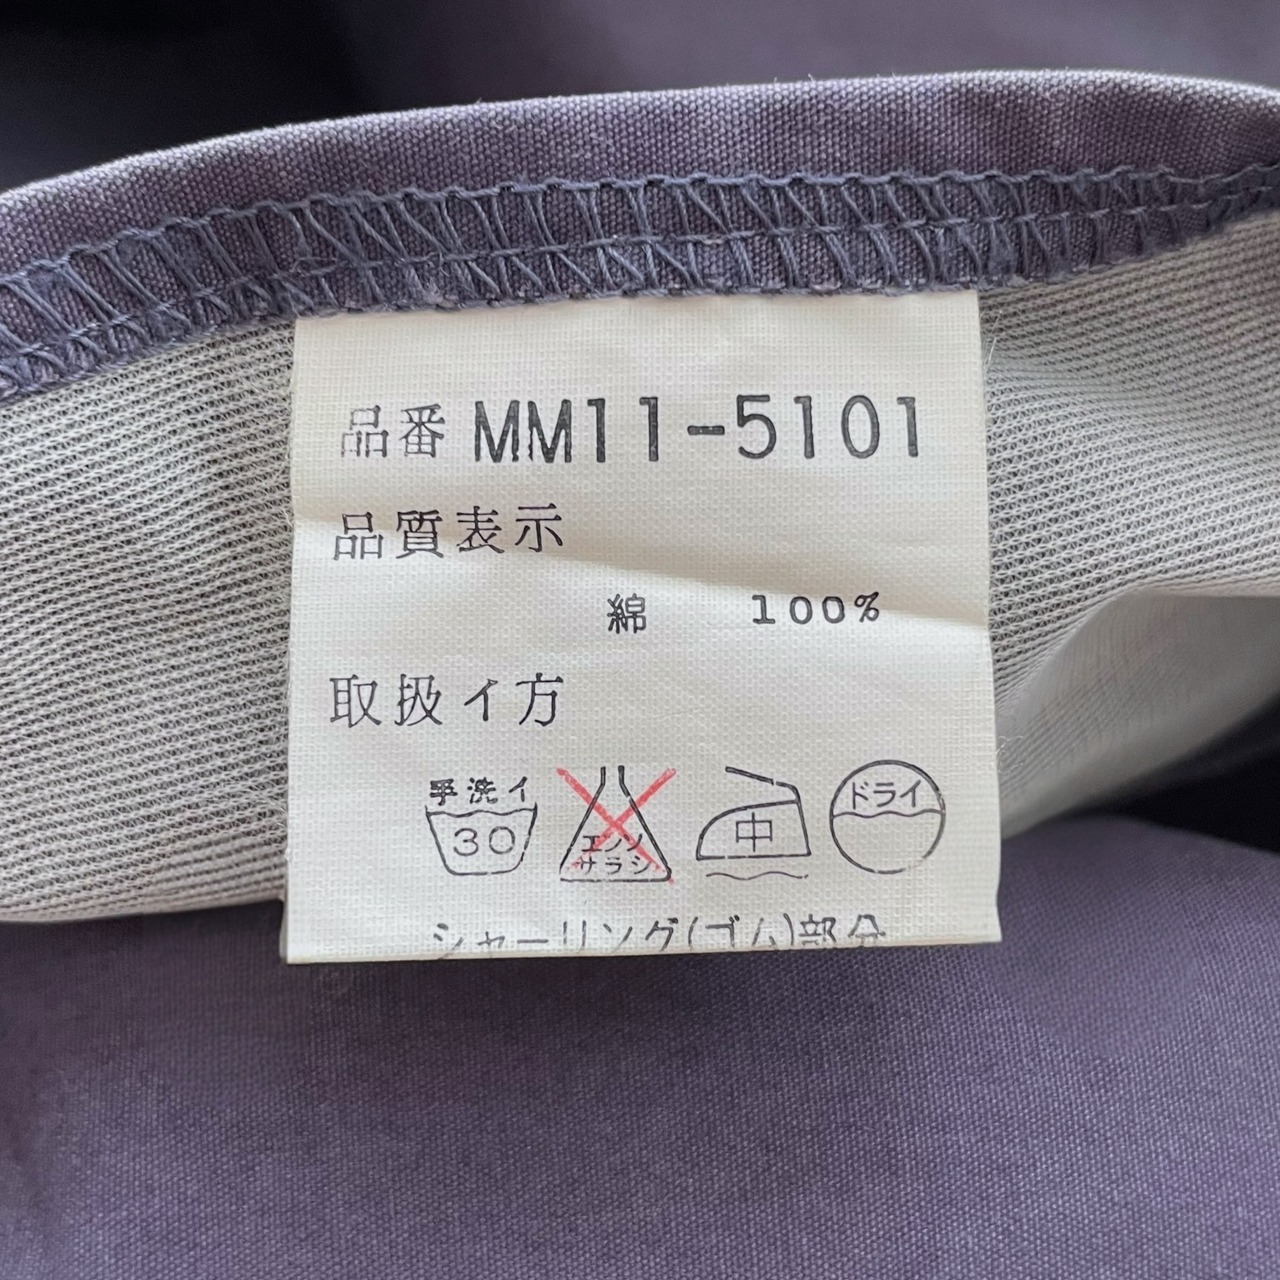 品番 MM11-5101
品質表示
綿 100%
取扱イ方
手洗イ 30
エンソサラシ
中
ドライ
シャーリング(ゴム)部分